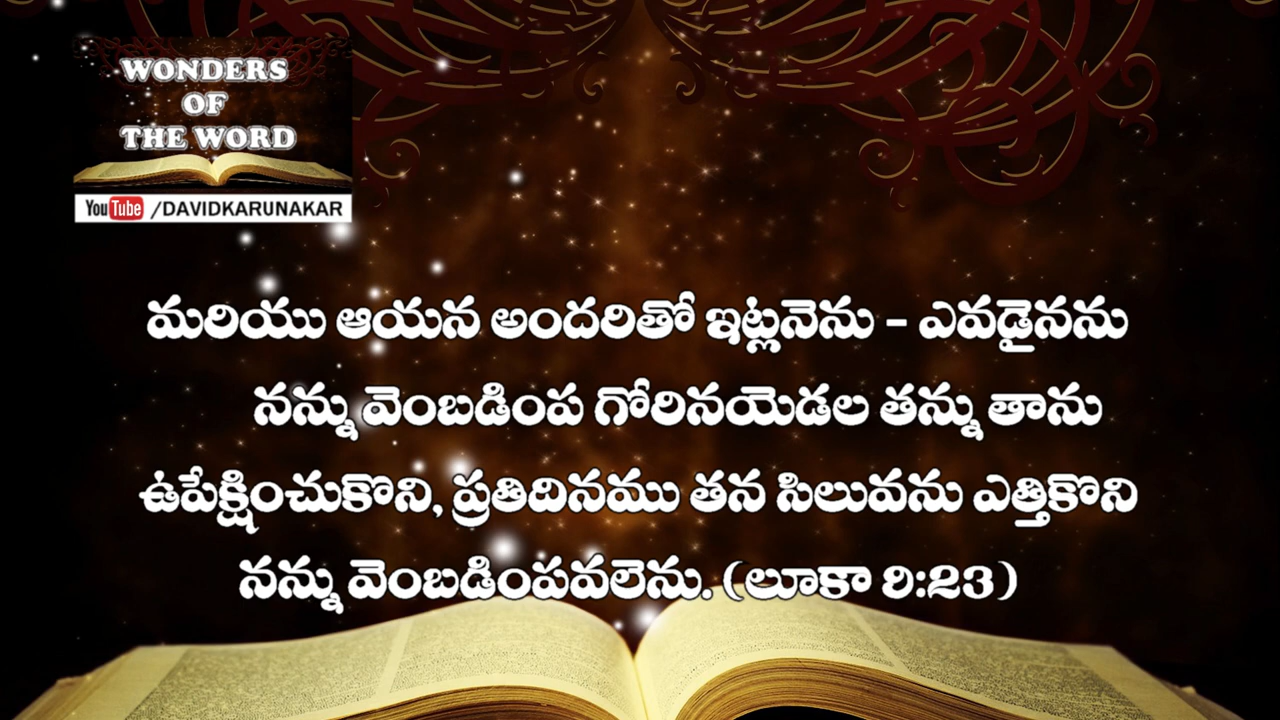 WONDERS
OF
THE WORD
YouTube /DAVIDKARUNAKAR
మరియు ఆయన అందరితో ఇట్లనెను - ఎవడైనను
నన్ను వెంబడింప గోరినయెడల తన్ను తాను
ఉపేక్షించుకొని, ప్రతిదినము తన సిలువను ఎత్తికొని
నన్ను వెంబడింపవలెను. (లూకా 9:23)